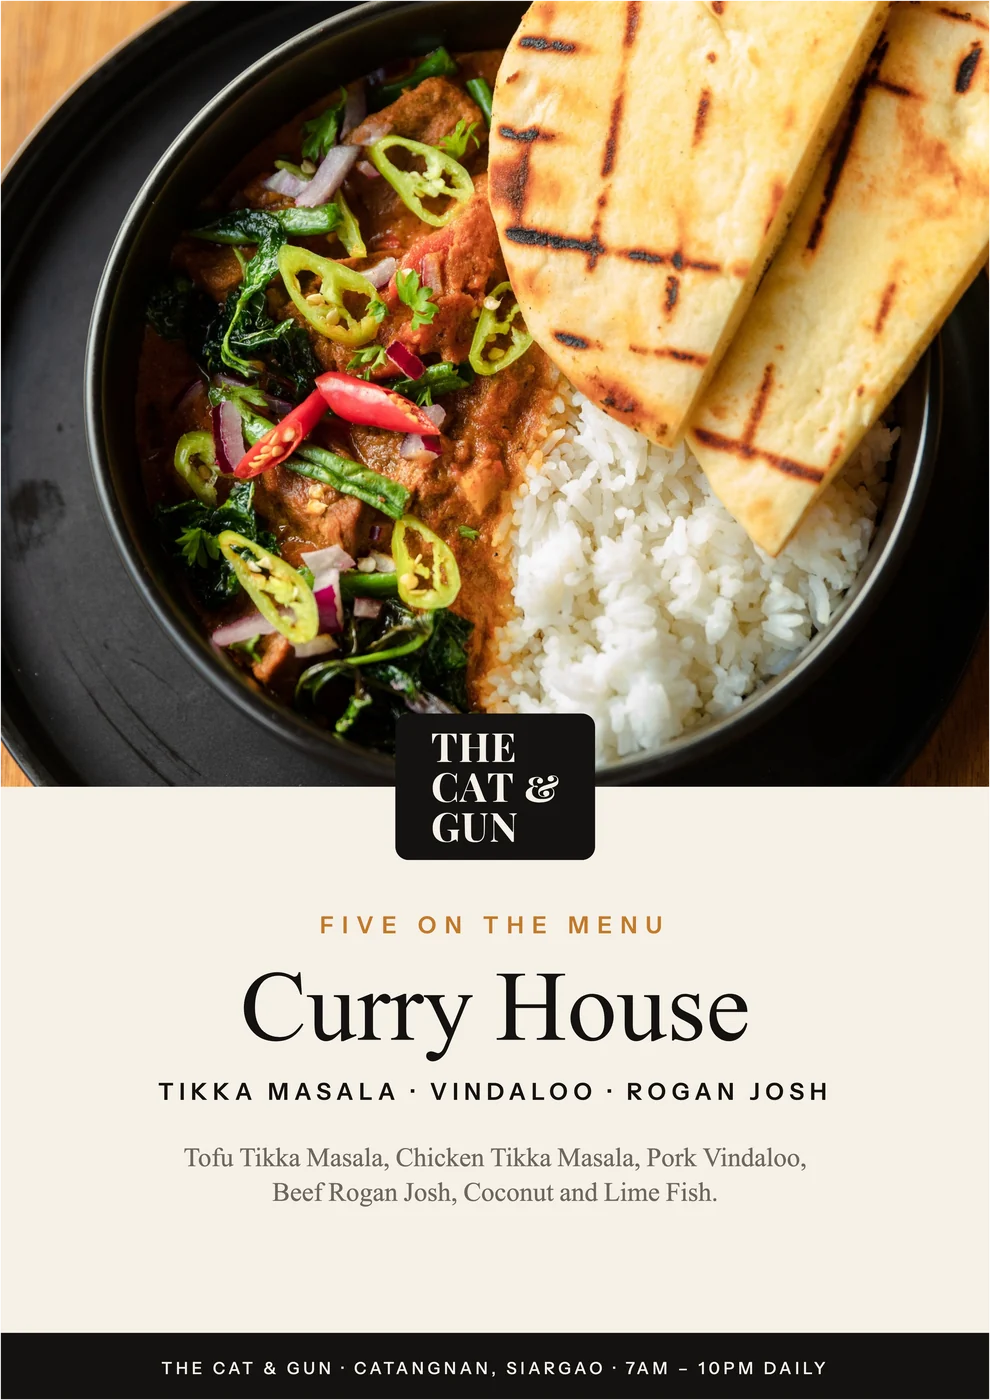 THE
CAT &
GUN
FIVE ON THE MENU
Curry House
TIKKA MASALA · VINDALOO · ROGAN JOSH
Tofu Tikka Masala, Chicken Tikka Masala, Pork Vindaloo,
Beef Rogan Josh, Coconut and Lime Fish.
THE CAT & GUN · CATANGNAN, SIARGAO · 7AM – 10PM DAILY